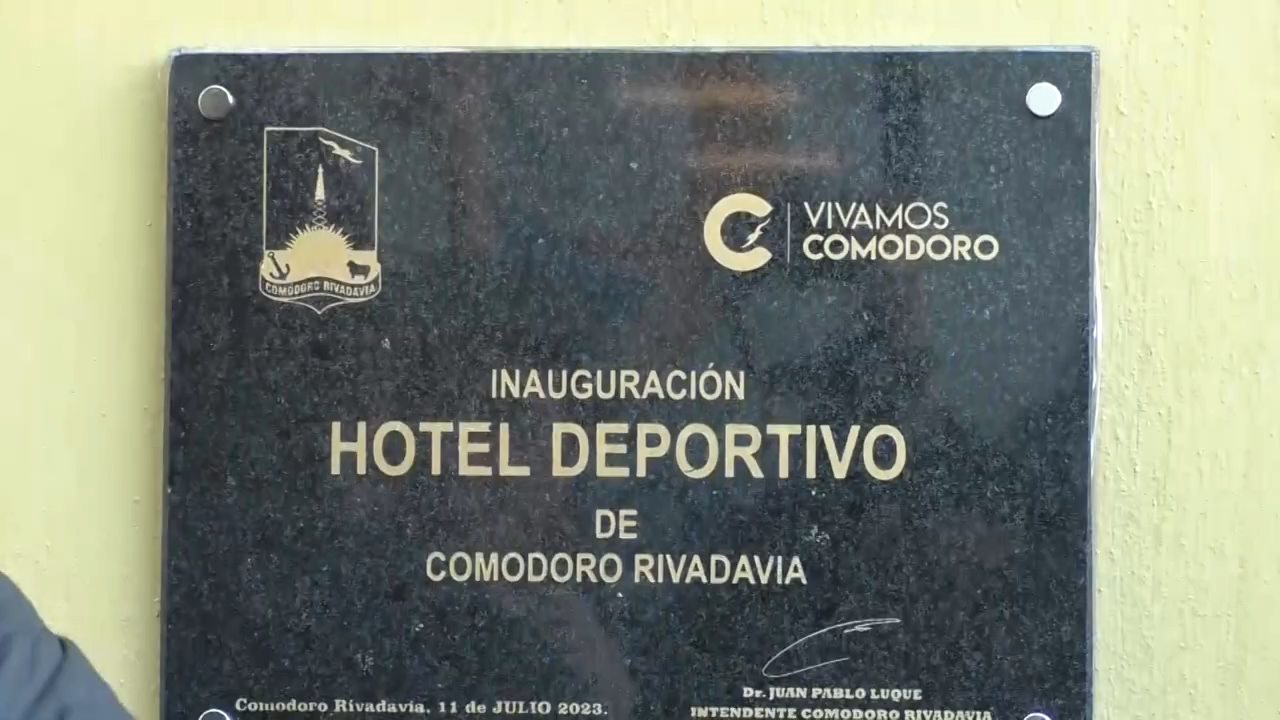 COMODORO RIVADAVIA
VIVAMOS
COMODORO
INAUGURACIÓN
HOTEL DEPORTIVO
DE
COMODORO RIVADAVIA
Comodoro Rivadavia, 11 de JULIO 2023.
Dr. JUAN PABLO LUQUE
INTENDENTE COMODORO RIVADAVIA